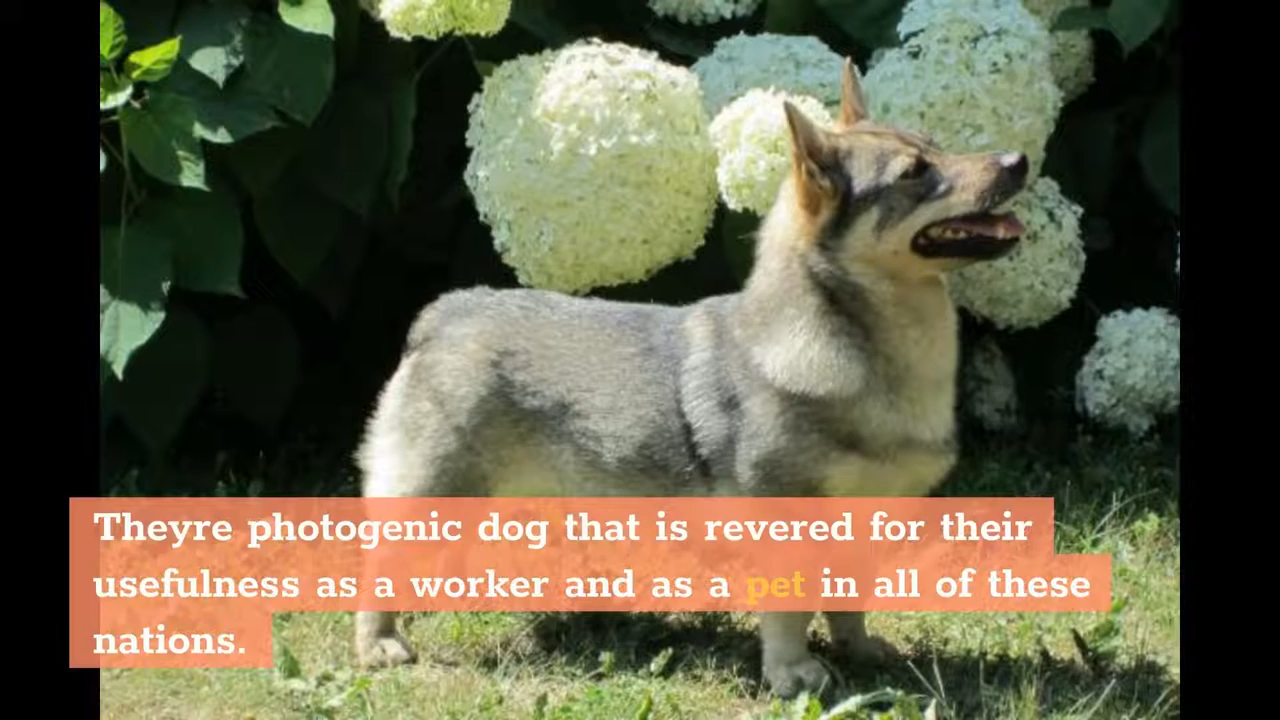 Theyre photogenic dog that is revered for their
usefulness as a worker and as a pet in all of these
nations.